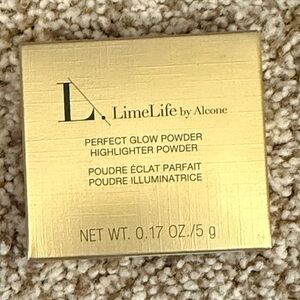 L. LimeLife by Alcone
PERFECT GLOW POWDER
HIGHLIGHTER POWDER
POUDRE ÉCLAT PARFAIT
POUDRE ILLUMINATRICE
NET WT. 0.17 OZ./5 g